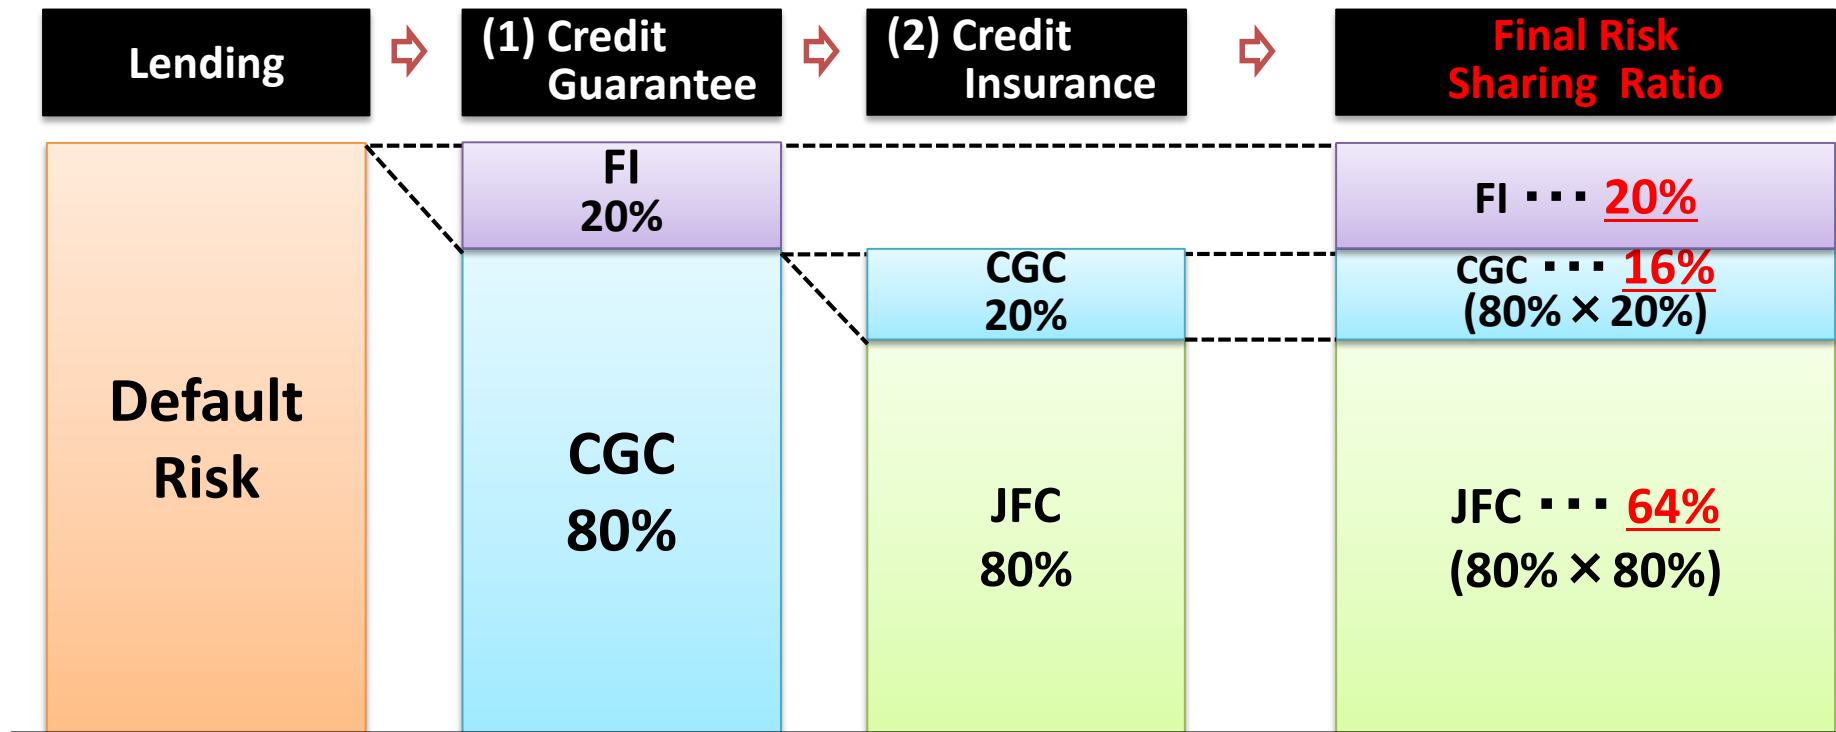 Lending
(1) Credit
Guarantee
(2) Credit
Insurance
Final Risk
Sharing Ratio
Default
Risk
FI
20%
CGC
80%
CGC
20%
JFC
80%
FI ･･･ 20%
CGC ･･･ 16%
(80%×20%)
JFC ･･･ 64%
(80%×80%)